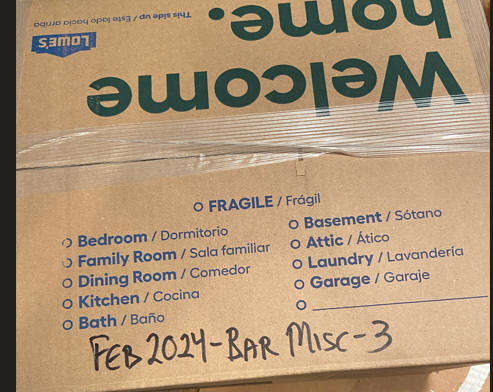 This side up / Este lado hacia arriba
LOWE'S
Welcome
home.
FRAGILE / Frágil
Bedroom / Dormitorio
Family Room / Sala familiar
Dining Room / Comedor
Kitchen / Cocina
Bath / Baño
Basement / Sótano
Attic / Ático
Laundry / Lavandería
Garage / Garaje
FEB 2024-BAR MISC-3